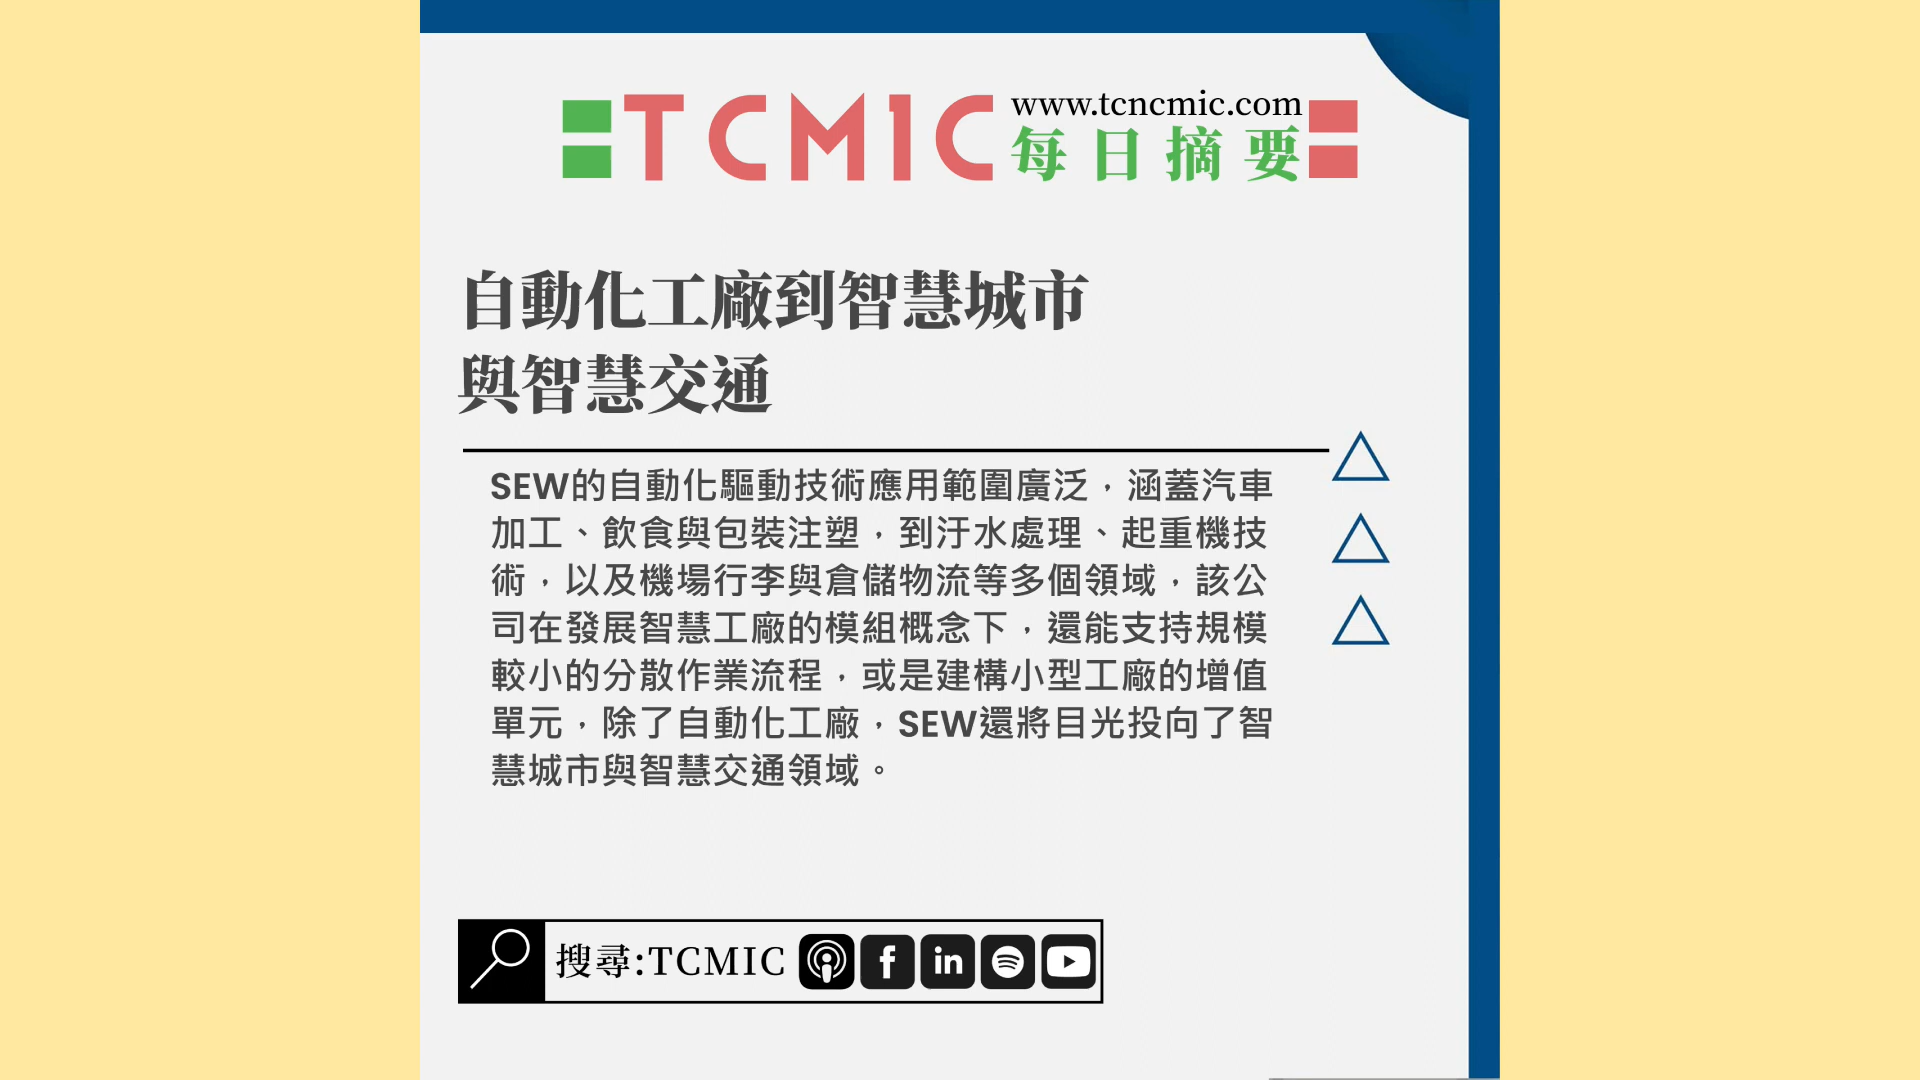 TCMIC
www.tcncmic.com
每日摘要
自動化工廠到智慧城市
與智慧交通
SEW的自動化驅動技術應用範圍廣泛，涵蓋汽車
加工、飲食與包裝注塑，到汙水處理、起重機技
術，以及機場行李與倉儲物流等多個領域，該公
司在發展智慧工廠的模組概念下，還能支持規模
較小的分散作業流程，或是建構小型工廠的增值
單元，除了自動化工廠，SEW還將目光投向了智
慧城市與智慧交通領域。
搜尋:TCMIC